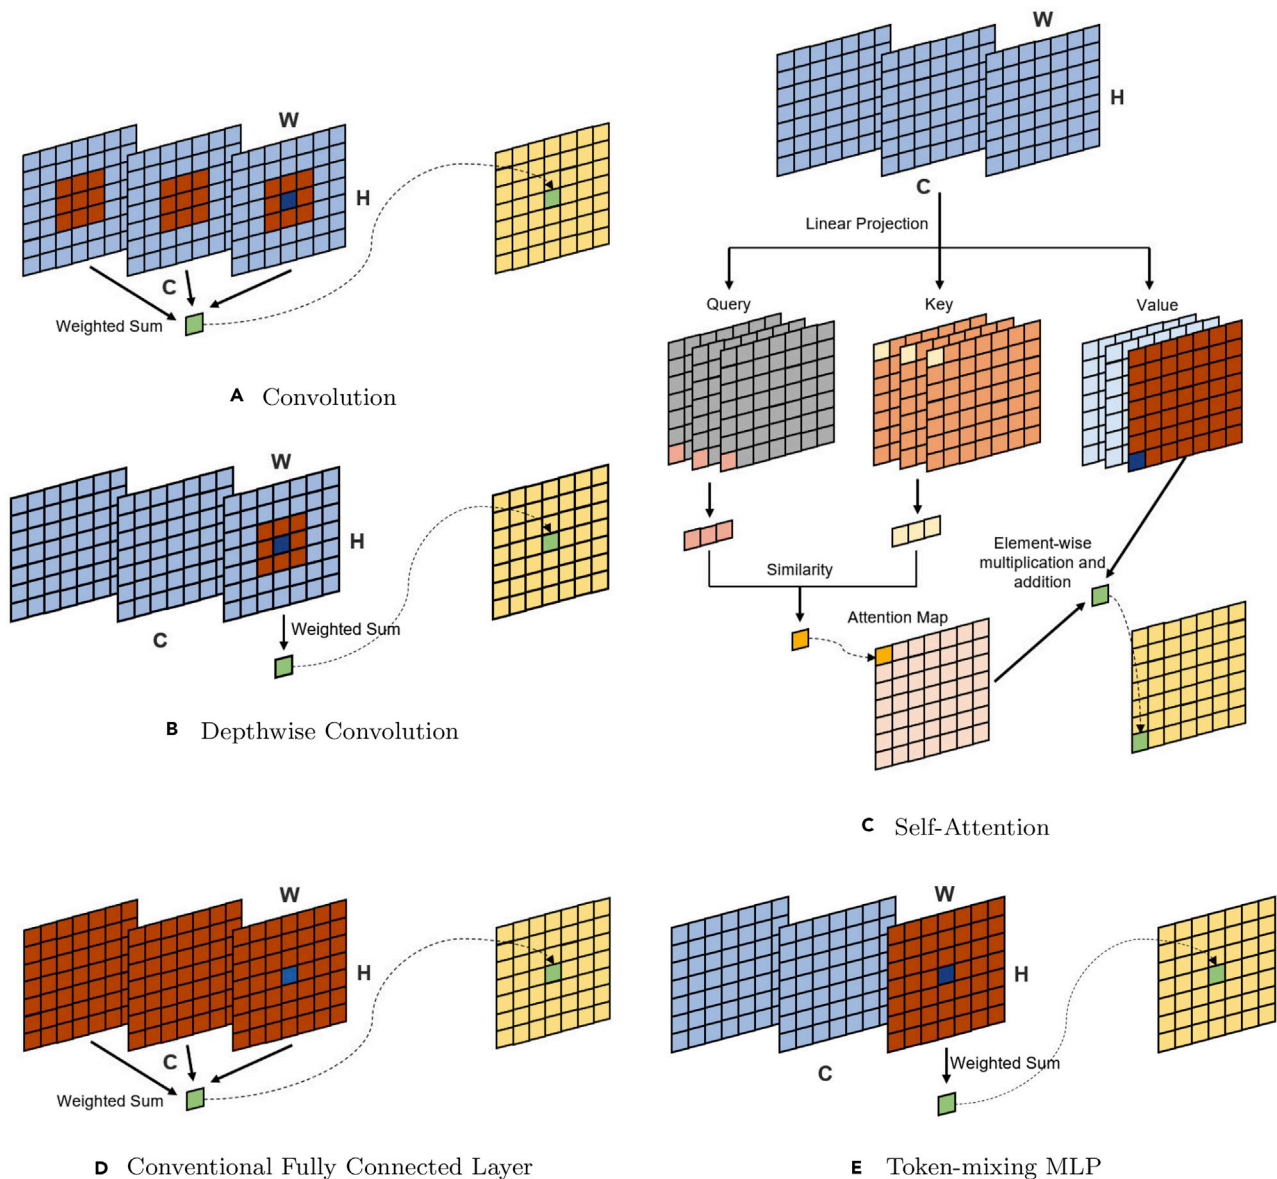 W
H
C
Weighted Sum
A Convolution
W
H
C
Weighted Sum
B Depthwise Convolution
W
H
C
Linear Projection
Query
Key
Value
Similarity
Element-wise
multiplication and
addition
Attention Map
C Self-Attention
W
H
C
Weighted Sum
D Conventional Fully Connected Layer
W
H
C
Weighted Sum
E Token-mixing MLP